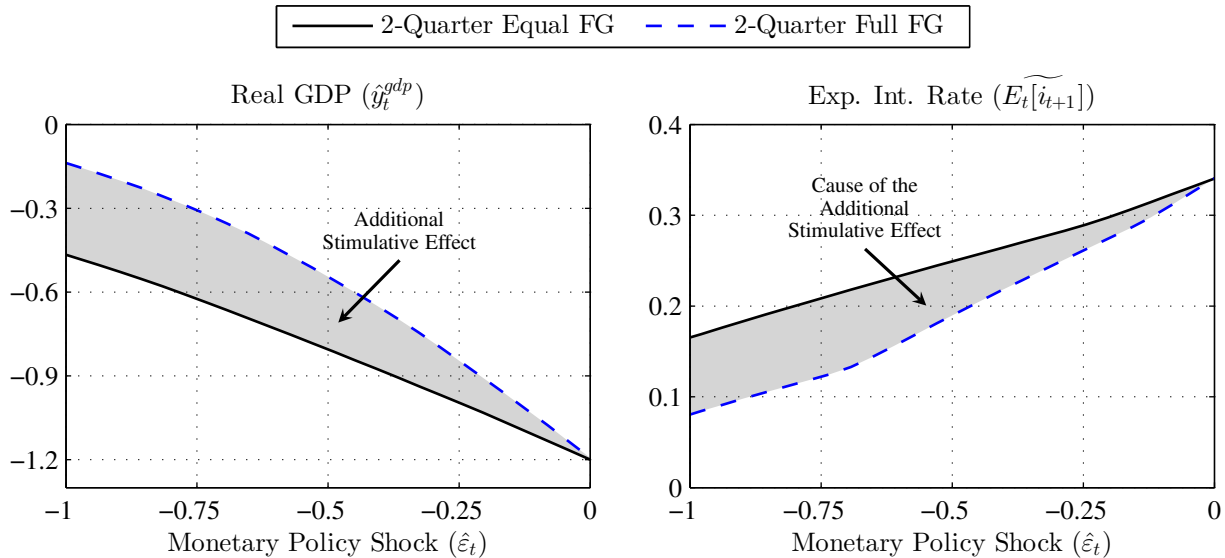 2-Quarter Equal FG 2-Quarter Full FG
Real GDP (ŷ_t^{gdp})
0
−0.3
−0.6
−0.9
−1.2
Additional
Stimulative Effect
−1 −0.75 −0.5 −0.25 0
Monetary Policy Shock (ε̂_t)
Exp. Int. Rate (\widetilde{E_t[i_{t+1}]})
0.4
0.3
0.2
0.1
0
Cause of the
Additional
Stimulative Effect
−1 −0.75 −0.5 −0.25 0
Monetary Policy Shock (ε̂_t)